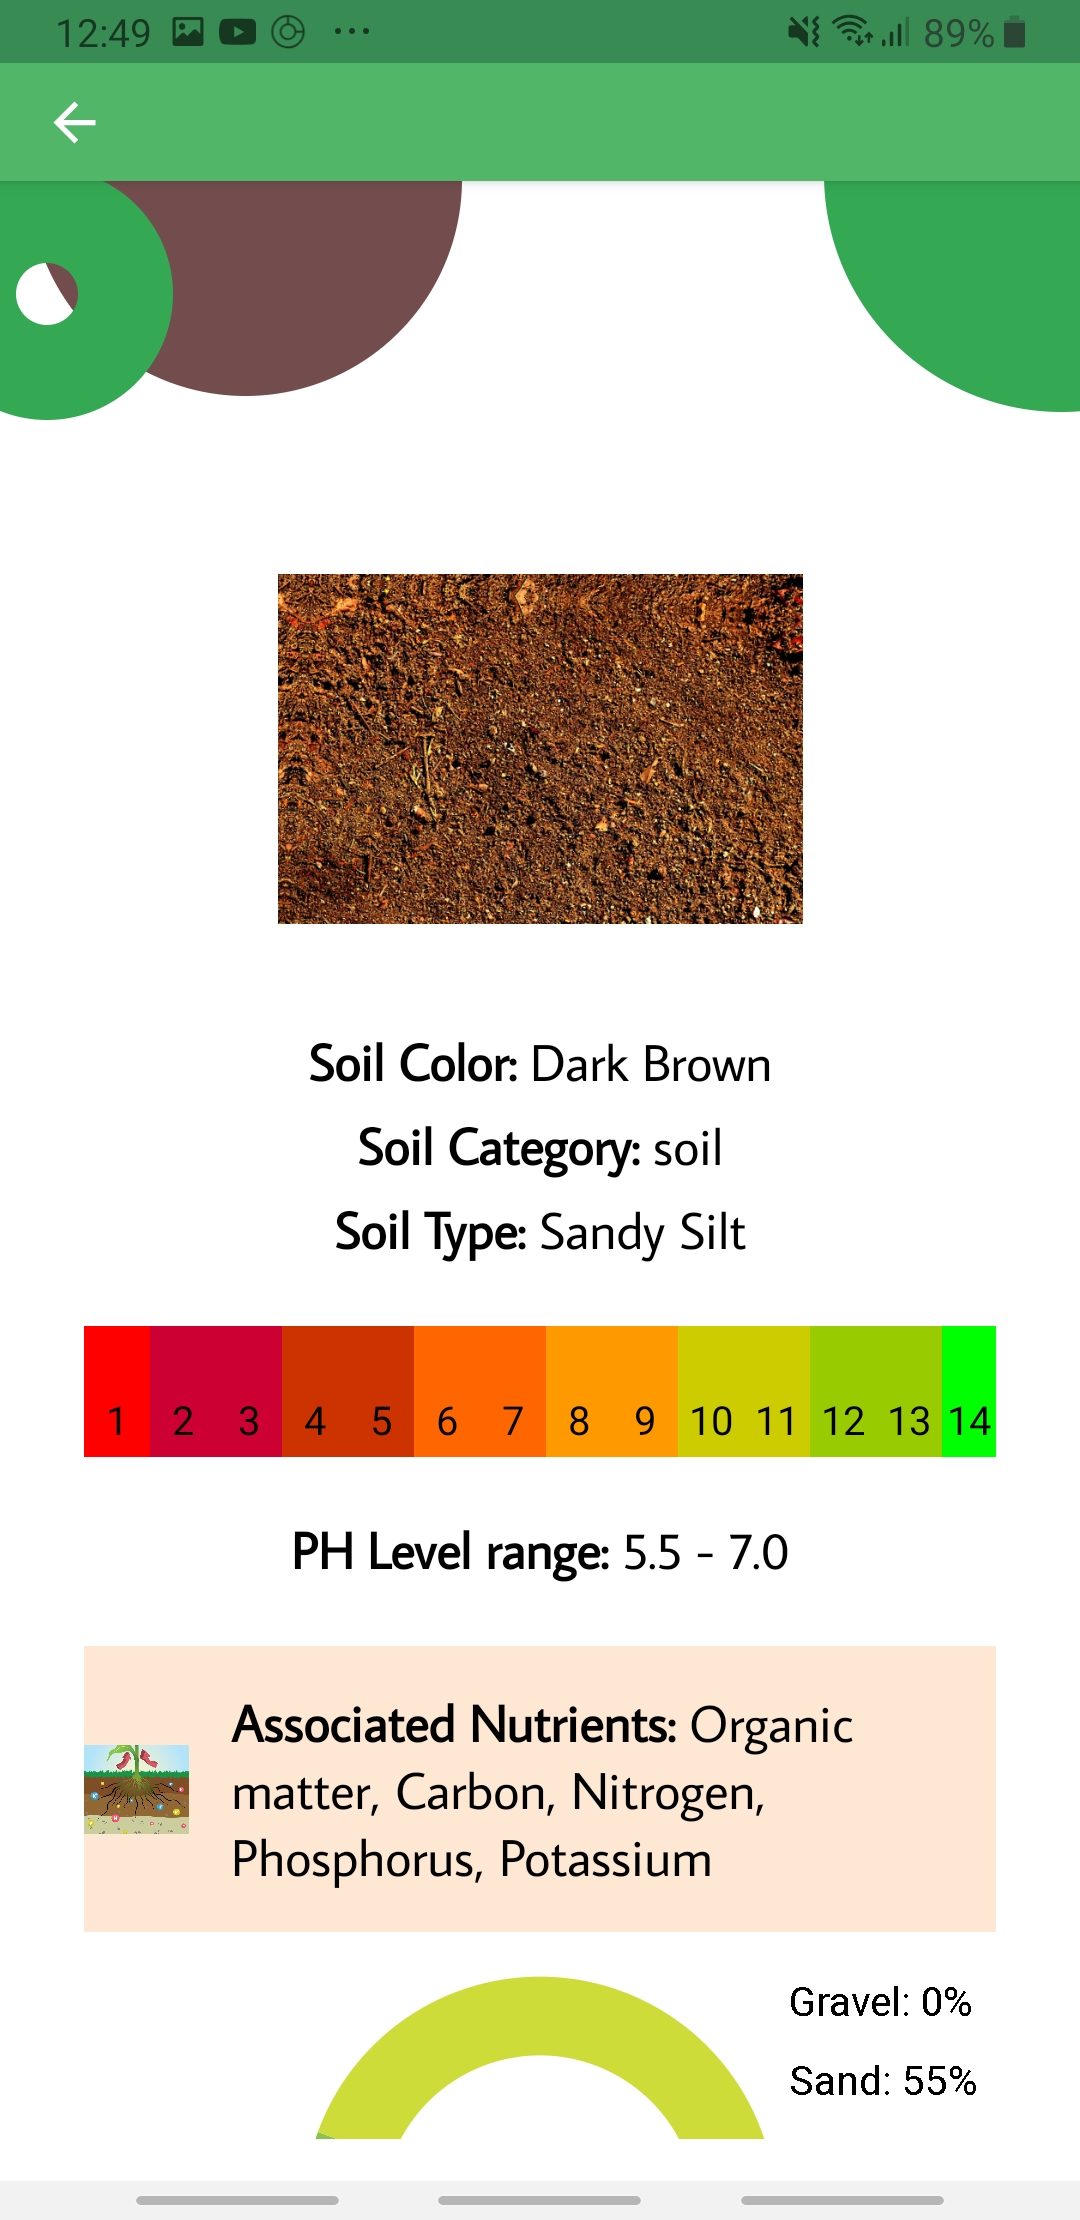 12:49 89%
Soil Color: Dark Brown
Soil Category: soil
Soil Type: Sandy Silt
1 2 3 4 5 6 7 8 9 10 11 12 13 14
PH Level range: 5.5 - 7.0
Associated Nutrients: Organic
matter, Carbon, Nitrogen,
Phosphorus, Potassium
Gravel: 0%
Sand: 55%